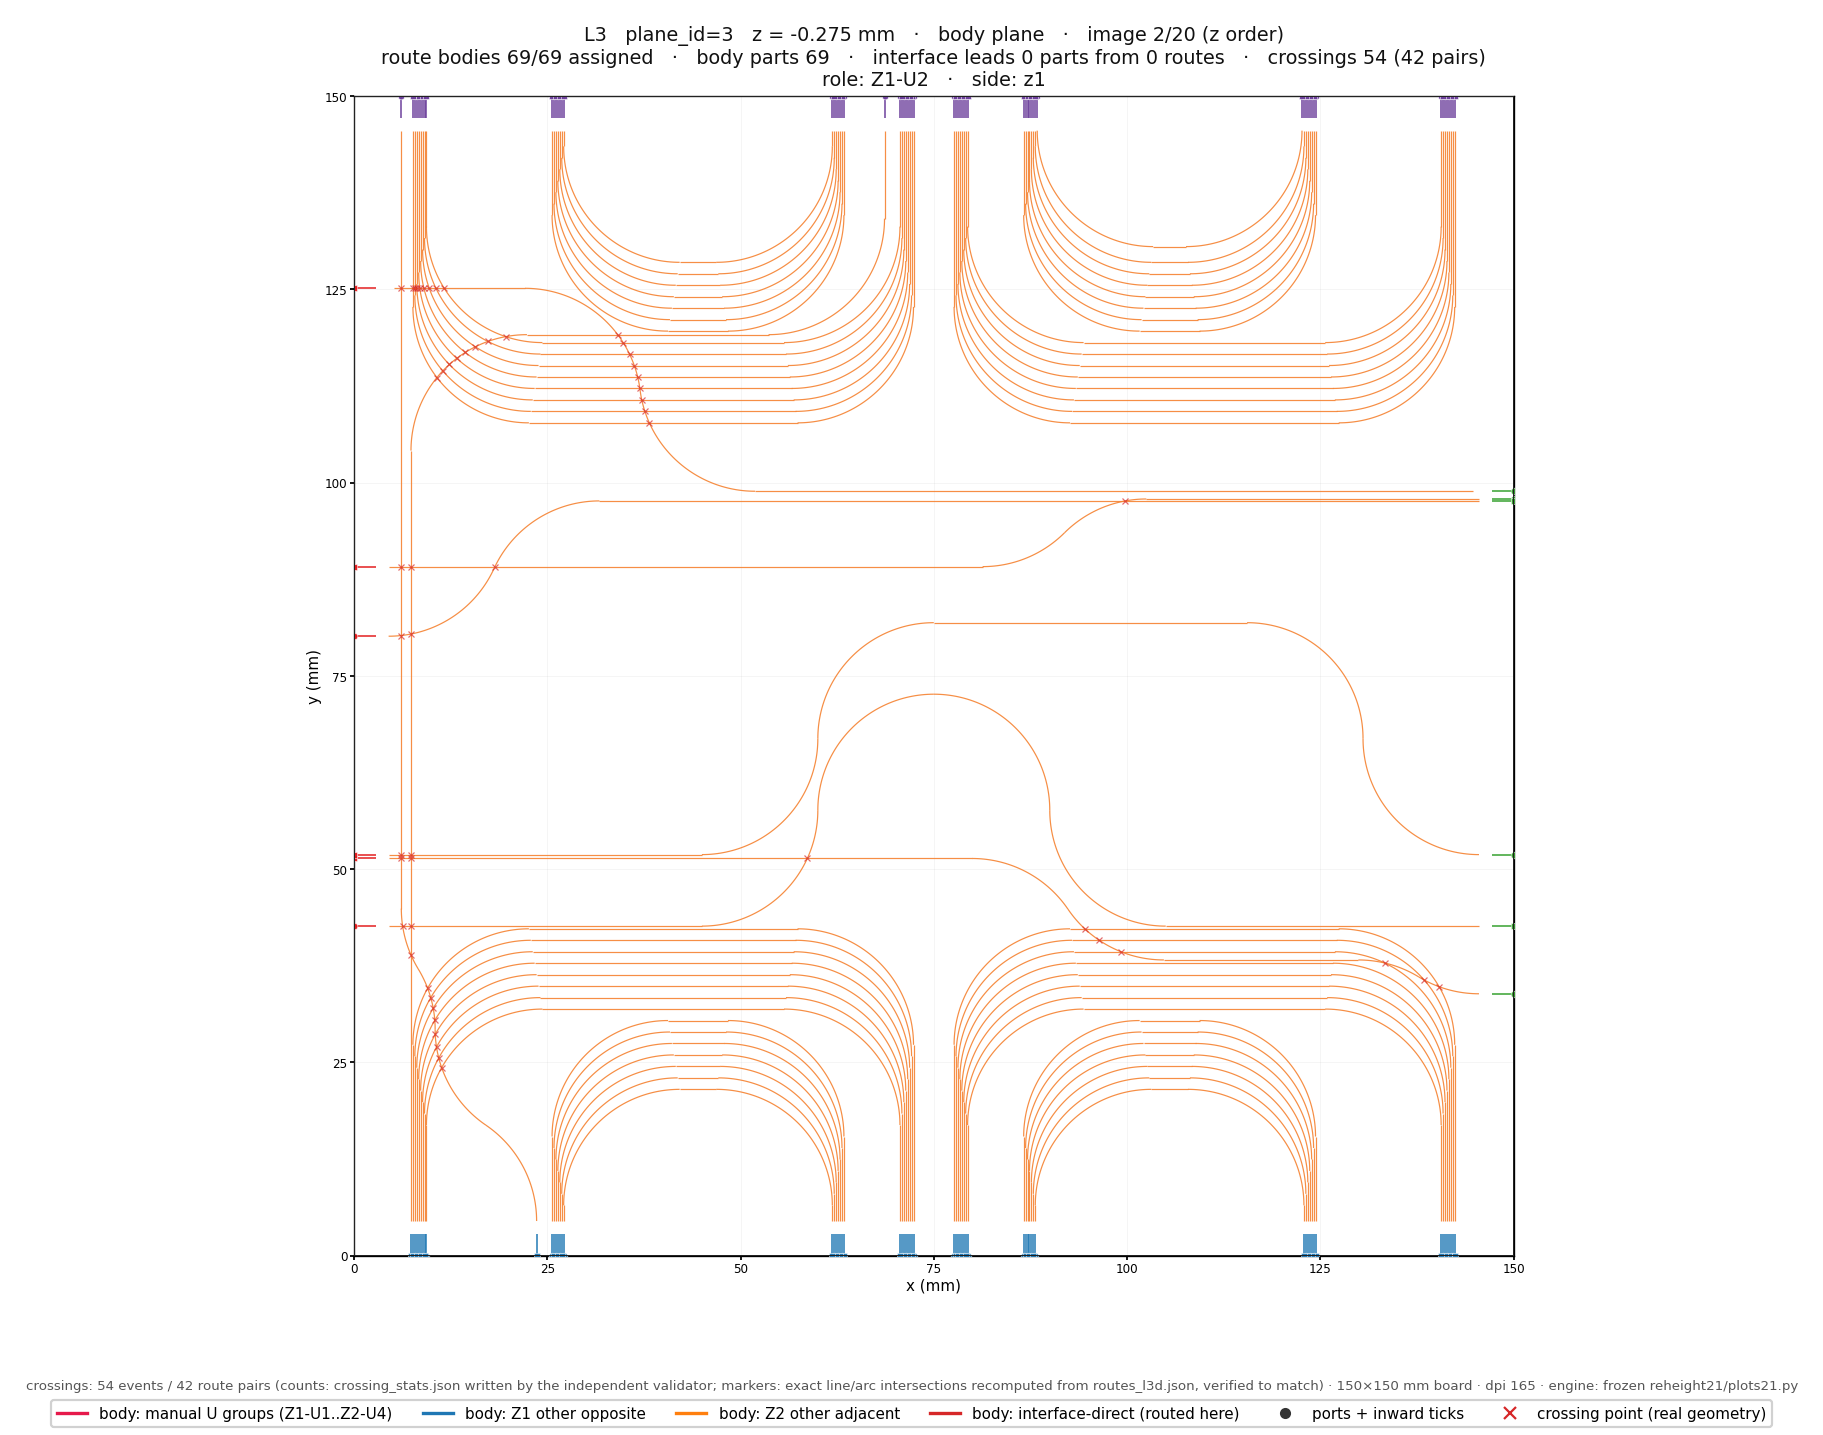 L3   plane_id=3   z = -0.275 mm   ·   body plane   ·   image 2/20 (z order)
route bodies 69/69 assigned   ·   body parts 69   ·   interface leads 0 parts from 0 routes   ·   crossings 54 (42 pairs)
role: Z1-U2   ·   side: z1
150
125
100
75
50
25
0
y (mm)
0 25 50 75 100 125 150
x (mm)
crossings: 54 events / 42 route pairs (counts: crossing_stats.json written by the independent validator; markers: exact line/arc intersections recomputed from routes_l3d.json, verified to match) · 150×150 mm board · dpi 165 · engine: frozen reheight21/plots21.py
body: manual U groups (Z1-U1..Z2-U4) body: Z1 other opposite body: Z2 other adjacent body: interface-direct (routed here) ports + inward ticks crossing point (real geometry)